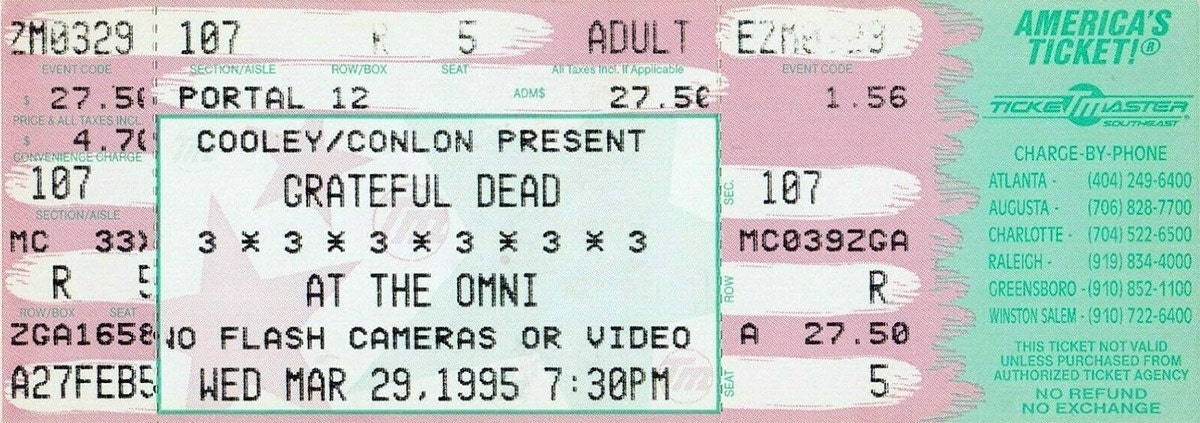 ZM0329 107 R 5 ADULT EZM0329
EVENT CODE SECTION/AISLE ROW/BOX SEAT All Taxes Incl. If Applicable EVENT CODE
$ 27.50 PORTAL 12 ADM$ 27.50 1.56
PRICE & ALL TAXES INCL.
$ 4.70
CONVENIENCE CHARGE
COOLEY/CONLON PRESENT
107 GRATEFUL DEAD SEC. 107
SECTION/AISLE
MC 33X 3 * 3 * 3 * 3 * 3 * 3 MC039ZGA
R 5 AT THE OMNI ROW R
ROW/BOX SEAT
ZGA1658 NO FLASH CAMERAS OR VIDEO A 27.50
A27FEB5 WED MAR 29,1995 7:30PM SEAT 5
AMERICA'S
TICKET!®
TICKETMASTER
SOUTHEAST
CHARGE-BY-PHONE
ATLANTA - (404) 249-6400
AUGUSTA - (706) 828-7700
CHARLOTTE - (704) 522-6500
RALEIGH - (919) 834-4000
GREENSBORO - (910) 852-1100
WINSTON SALEM - (910) 722-6400
THIS TICKET NOT VALID
UNLESS PURCHASED FROM
AUTHORIZED TICKET AGENCY
NO REFUND
NO EXCHANGE